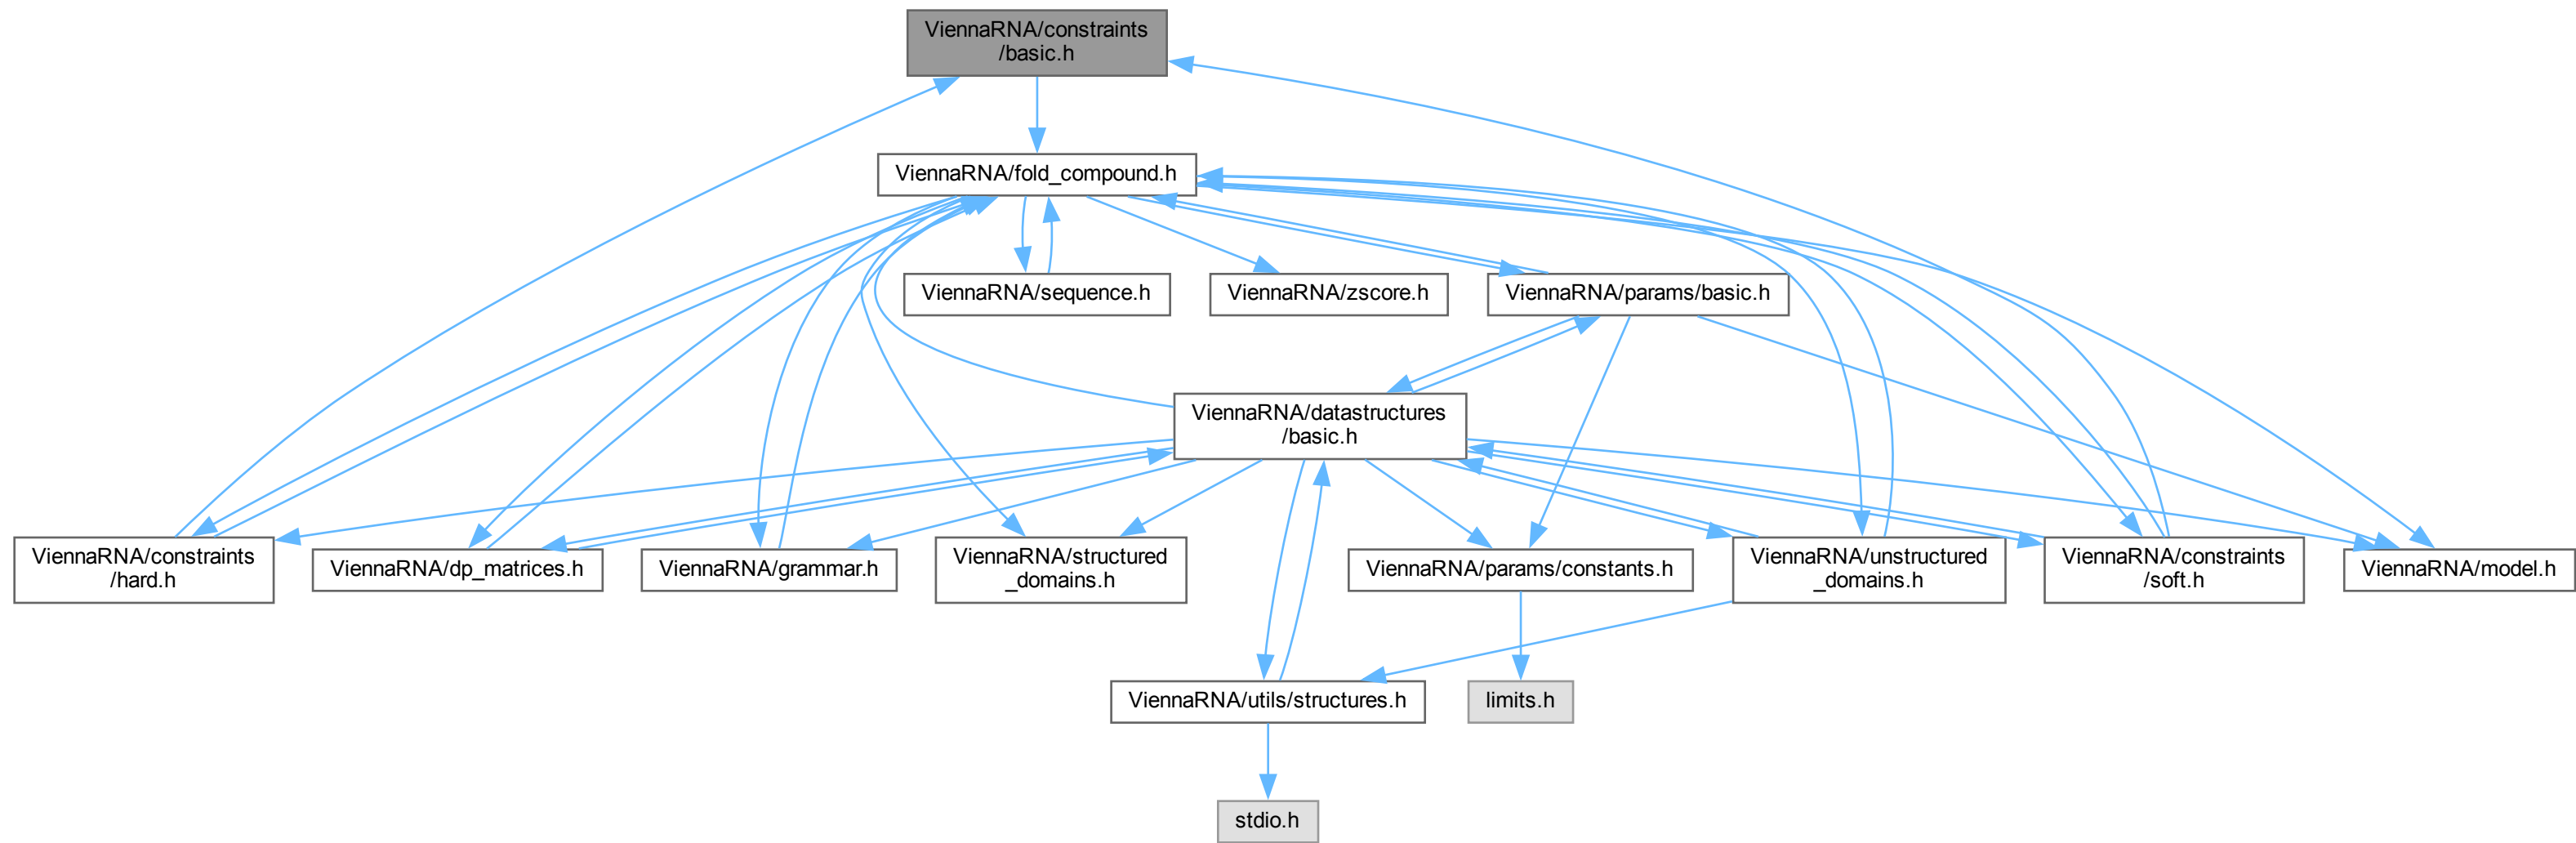 ViennaRNA/constraints
/basic.h
ViennaRNA/fold_compound.h
ViennaRNA/sequence.h
ViennaRNA/zscore.h
ViennaRNA/params/basic.h
ViennaRNA/datastructures
/basic.h
ViennaRNA/constraints
/hard.h
ViennaRNA/dp_matrices.h
ViennaRNA/grammar.h
ViennaRNA/structured
_domains.h
ViennaRNA/params/constants.h
ViennaRNA/unstructured
_domains.h
ViennaRNA/constraints
/soft.h
ViennaRNA/model.h
ViennaRNA/utils/structures.h
limits.h
stdio.h